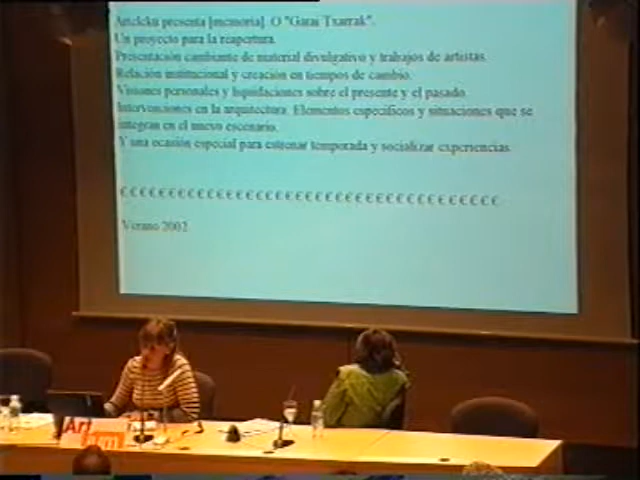 Arteleku presenta [memoria]. O "Garai Txarrak".
Un proyecto para la reapertura.
Presentación cambiante de material divulgativo y trabajos de artistas.
Relación institucional y creación en tiempos de cambio.
Visiones personales y liquidaciones sobre el presente y el pasado.
Intervenciones en la arquitectura. Elementos específicos y situaciones que se
integran en el nuevo escenario.
Y una ocasión especial para estrenar temporada y socializar experiencias.
€€€€€€€€€€€€€€€€€€€€€€€€€€€€€€€€€€€€€€€
Verano 2002
Art